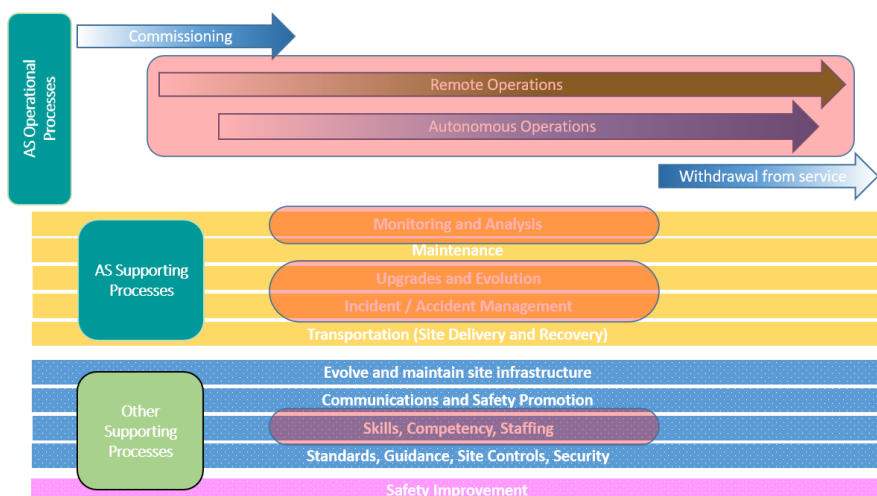 AS Operational
Processes
Commissioning
Remote Operations
Autonomous Operations
Withdrawal from service
AS Supporting
Processes
Monitoring and Analysis
Maintenance
Upgrades and Evolution
Incident / Accident Management
Transportation (Site Delivery and Recovery)
Other
Supporting
Processes
Evolve and maintain site infrastructure
Communications and Safety Promotion
Skills, Competency, Staffing
Standards, Guidance, Site Controls, Security
Safety Improvement